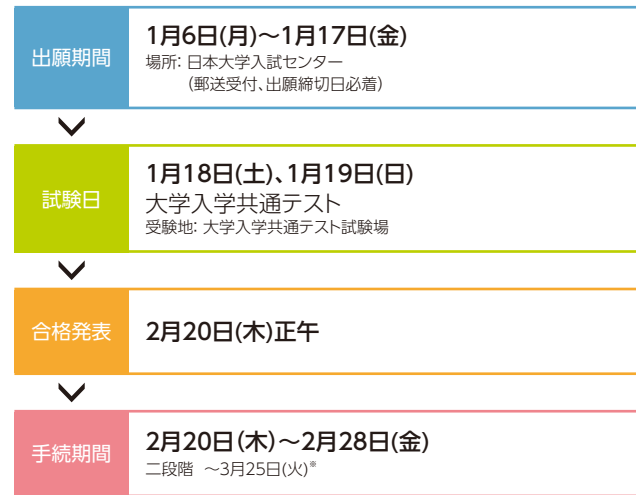 出願期間
1月6日(月)～1月17日(金)
場所: 日本大学入試センター
(郵送受付、出願締切日必着)
試験日
1月18日(土)、1月19日(日)
大学入学共通テスト
受験地: 大学入学共通テスト試験場
合格発表
2月20日(木)正午
手続期間
2月20日(木)～2月28日(金)
二段階 ～3月25日(火)※